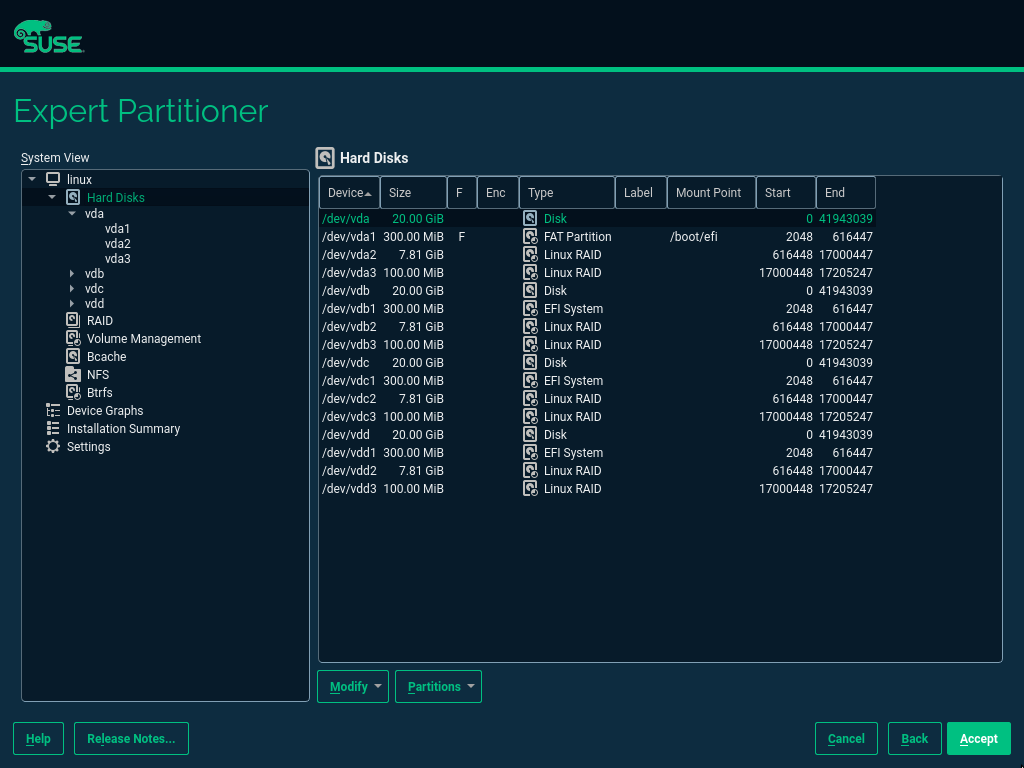 SUSE
Expert Partitioner
System View
linux
Hard Disks
vda
vda1
vda2
vda3
vdb
vdc
vdd
RAID
Volume Management
Bcache
NFS
Btrfs
Device Graphs
Installation Summary
Settings
Hard Disks
Device Size F Enc Type Label Mount Point Start End
/dev/vda 20.00 GiB Disk 0 41943039
/dev/vda1 300.00 MiB F FAT Partition /boot/efi 2048 616447
/dev/vda2 7.81 GiB Linux RAID 616448 17000447
/dev/vda3 100.00 MiB Linux RAID 17000448 17205247
/dev/vdb 20.00 GiB Disk 0 41943039
/dev/vdb1 300.00 MiB EFI System 2048 616447
/dev/vdb2 7.81 GiB Linux RAID 616448 17000447
/dev/vdb3 100.00 MiB Linux RAID 17000448 17205247
/dev/vdc 20.00 GiB Disk 0 41943039
/dev/vdc1 300.00 MiB EFI System 2048 616447
/dev/vdc2 7.81 GiB Linux RAID 616448 17000447
/dev/vdc3 100.00 MiB Linux RAID 17000448 17205247
/dev/vdd 20.00 GiB Disk 0 41943039
/dev/vdd1 300.00 MiB EFI System 2048 616447
/dev/vdd2 7.81 GiB Linux RAID 616448 17000447
/dev/vdd3 100.00 MiB Linux RAID 17000448 17205247
Modify Partitions
Help Release Notes... Cancel Back Accept